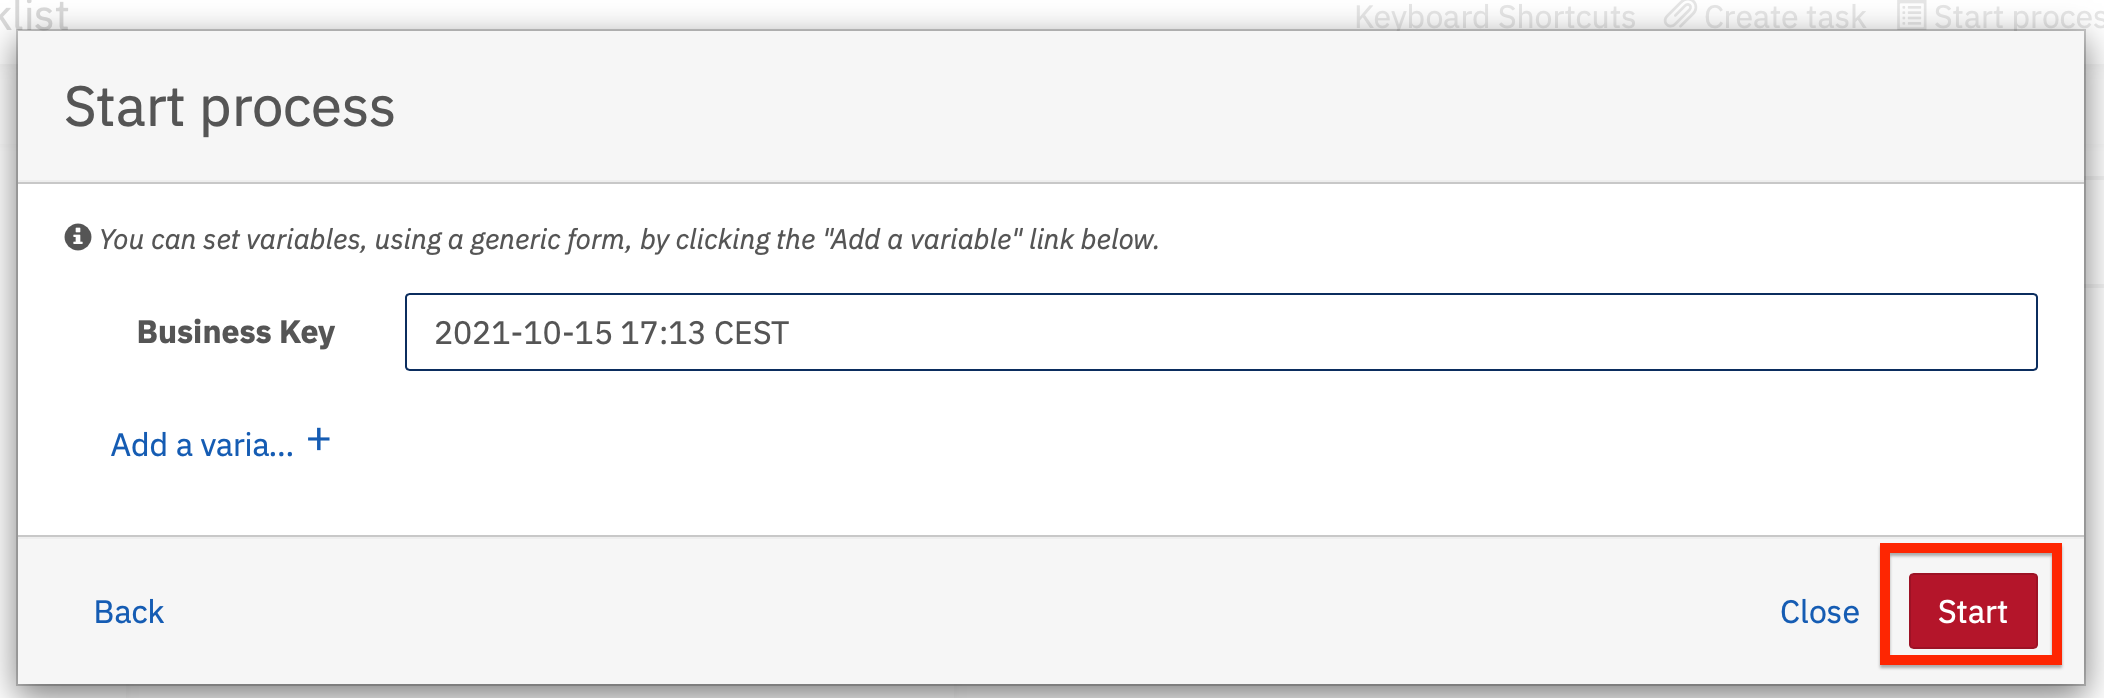 klist
Keyboard Shortcuts Create task Start proces
Start process
You can set variables, using a generic form, by clicking the "Add a variable" link below.
Business Key 2021-10-15 17:13 CEST
Add a varia... +
Back Close Start